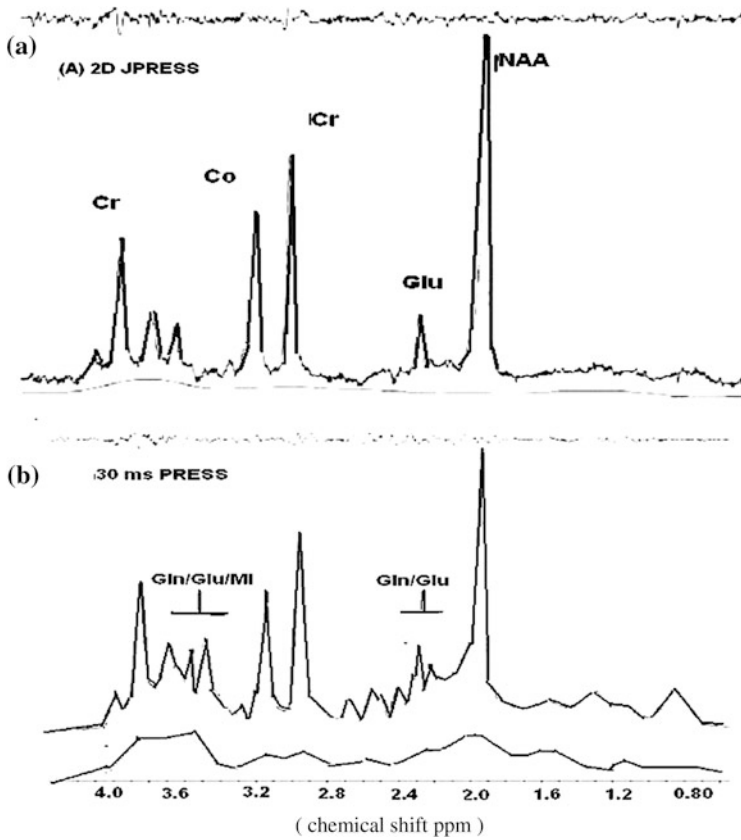 (a)
(A) 2D JPRESS
NAA
Cr
Co
Cr
Glu
(b)
30 ms PRESS
Gln/Glu/MI
Gln/Glu
4.0 3.6 3.2 2.8 2.4 2.0 1.6 1.2 0.80
( chemical shift ppm )